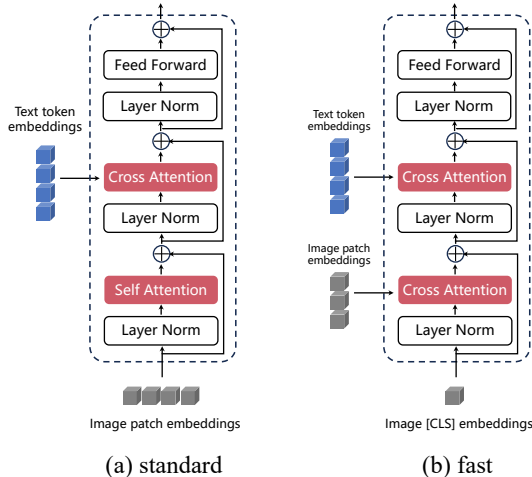 Feed Forward
Layer Norm
Text token
embeddings
Cross Attention
Layer Norm
Self Attention
Layer Norm
Image patch embeddings
(a) standard
Feed Forward
Layer Norm
Text token
embeddings
Cross Attention
Layer Norm
Image patch
embeddings
Cross Attention
Layer Norm
Image [CLS] embeddings
(b) fast